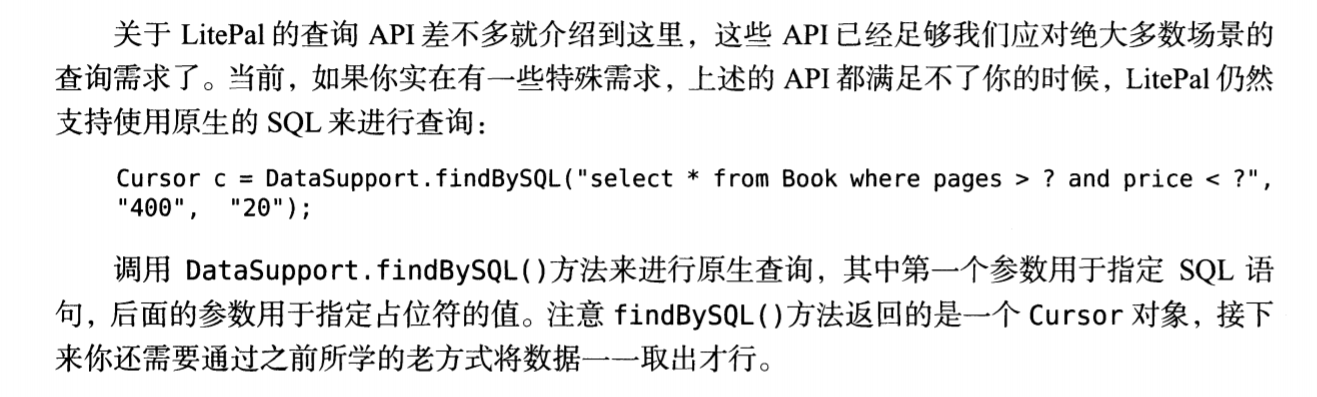 关于 LitePal 的查询 API 差不多就介绍到这里，这些 API 已经足够我们应对绝大多数场景的
查询需求了。当前，如果你实在有一些特殊需求，上述的 API 都满足不了你的时候，LitePal 仍然
支持使用原生的 SQL 来进行查询：
Cursor c = DataSupport.findBySQL("select * from Book where pages > ? and price < ?",
"400", "20");
调用 DataSupport.findBySQL()方法来进行原生查询，其中第一个参数用于指定 SQL 语
句，后面的参数用于指定占位符的值。注意 findBySQL()方法返回的是一个 Cursor 对象，接下
来你还需要通过之前所学的老方式将数据一一取出才行。